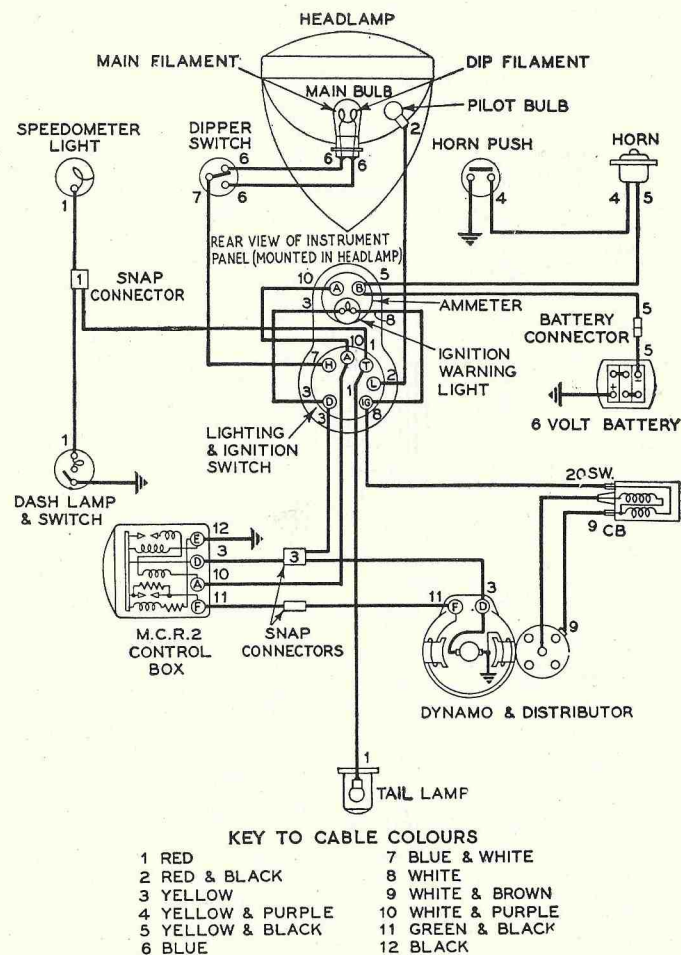 HEADLAMP
MAIN FILAMENT
DIP FILAMENT
MAIN BULB
PILOT BULB
2
SPEEDOMETER
LIGHT
1
DIPPER
SWITCH
6
6
7
6 6
HORN PUSH
4
HORN
4 5
REAR VIEW OF INSTRUMENT
PANEL (MOUNTED IN HEADLAMP)
1
SNAP
CONNECTOR
10 A B 5
3 8
AMMETER
IGNITION
WARNING
LIGHT
5
BATTERY
CONNECTOR
5
+ −
6 VOLT BATTERY
10 1
7 H A T
1 L 2
3 D IG
3 8
LIGHTING
& IGNITION
SWITCH
1
DASH LAMP
& SWITCH
20 SW.
9 CB
E 12
D 3
A 10
F 11
M.C.R.2
CONTROL
BOX
3
SNAP
CONNECTORS
11 F D 3
9
DYNAMO & DISTRIBUTOR
1
TAIL LAMP
KEY TO CABLE COLOURS
1 RED
2 RED & BLACK
3 YELLOW
4 YELLOW & PURPLE
5 YELLOW & BLACK
6 BLUE
7 BLUE & WHITE
8 WHITE
9 WHITE & BROWN
10 WHITE & PURPLE
11 GREEN & BLACK
12 BLACK